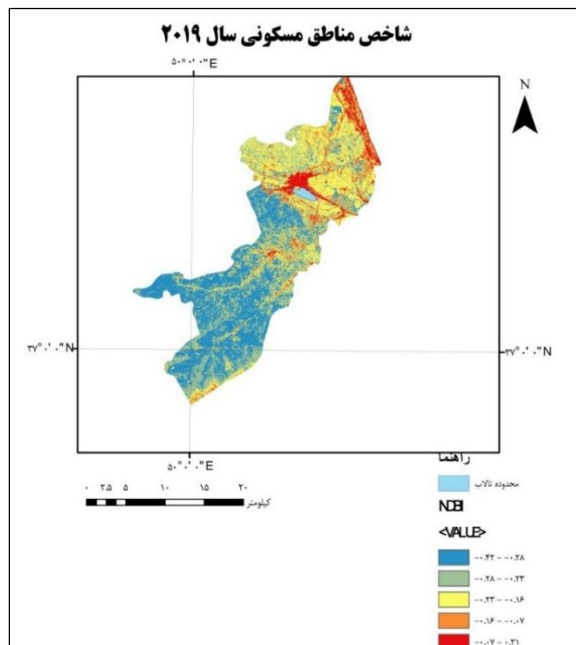 شاخص مناطق مسکونی سال ۲۰۱۹
۵۰°۰'۰"E
N
۳۷°۰'۰"N
۳۷°۰'۰"N
۵۰°۰'۰"E
۰ ۲.۵ ۵ ۱۰ ۱۵ ۲۰
کیلومتر
راهنما
محدوده تالاب
NDBI
<VALUE>
-۰.۴۲ - -۰.۲۸
-۰.۲۸ - -۰.۲۳
-۰.۲۳ - -۰.۱۶
-۰.۱۶ - -۰.۰۷
-۰.۰۷ - ۰.۳۱